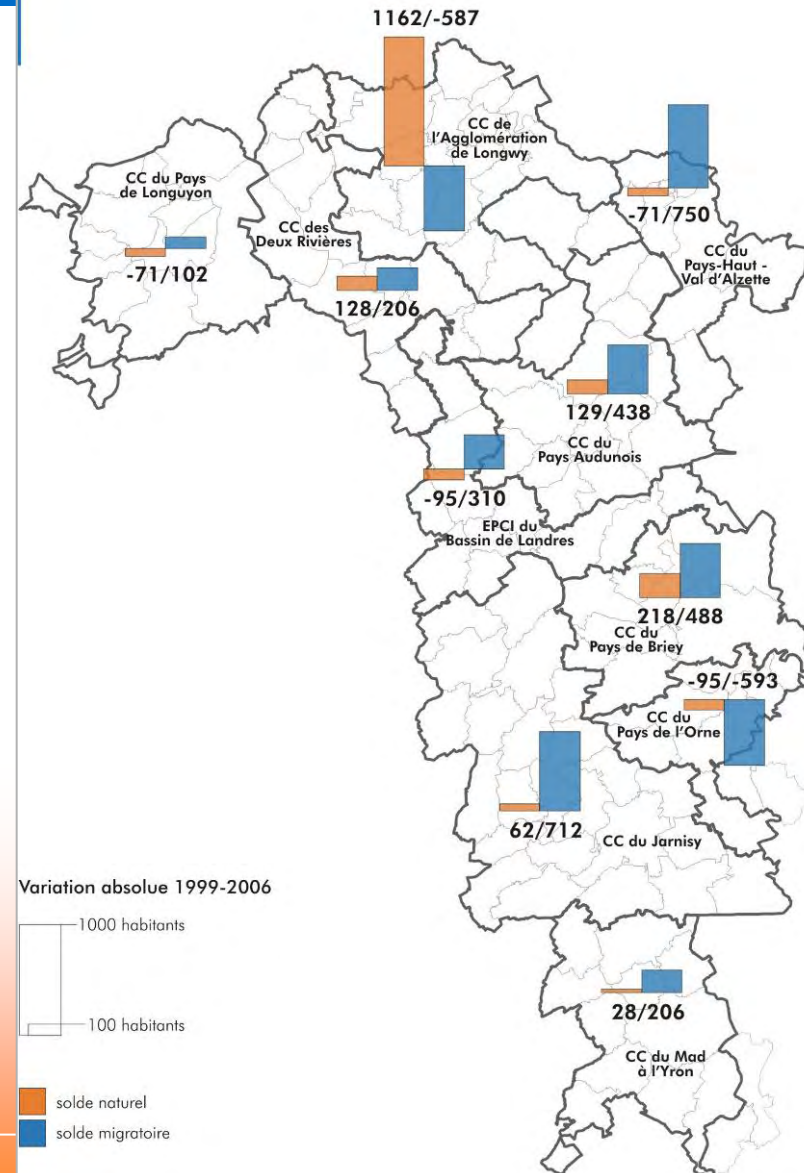 1162/-587
CC de
l'Agglomération
de Longwy
CC du Pays
de Longuyon
-71/102
CC des
Deux Rivières
128/206
-71/750
CC du
Pays-Haut -
Val d'Alzette
129/438
CC du
Pays Audunois
-95/310
EPCI du
Bassin de Landres
218/488
CC du
Pays de Briey
-95/-593
CC du
Pays de l'Orne
62/712
CC du Jarnisy
Variation absolue 1999-2006
1000 habitants
100 habitants
28/206
CC du Mad
à l'Yron
solde naturel
solde migratoire